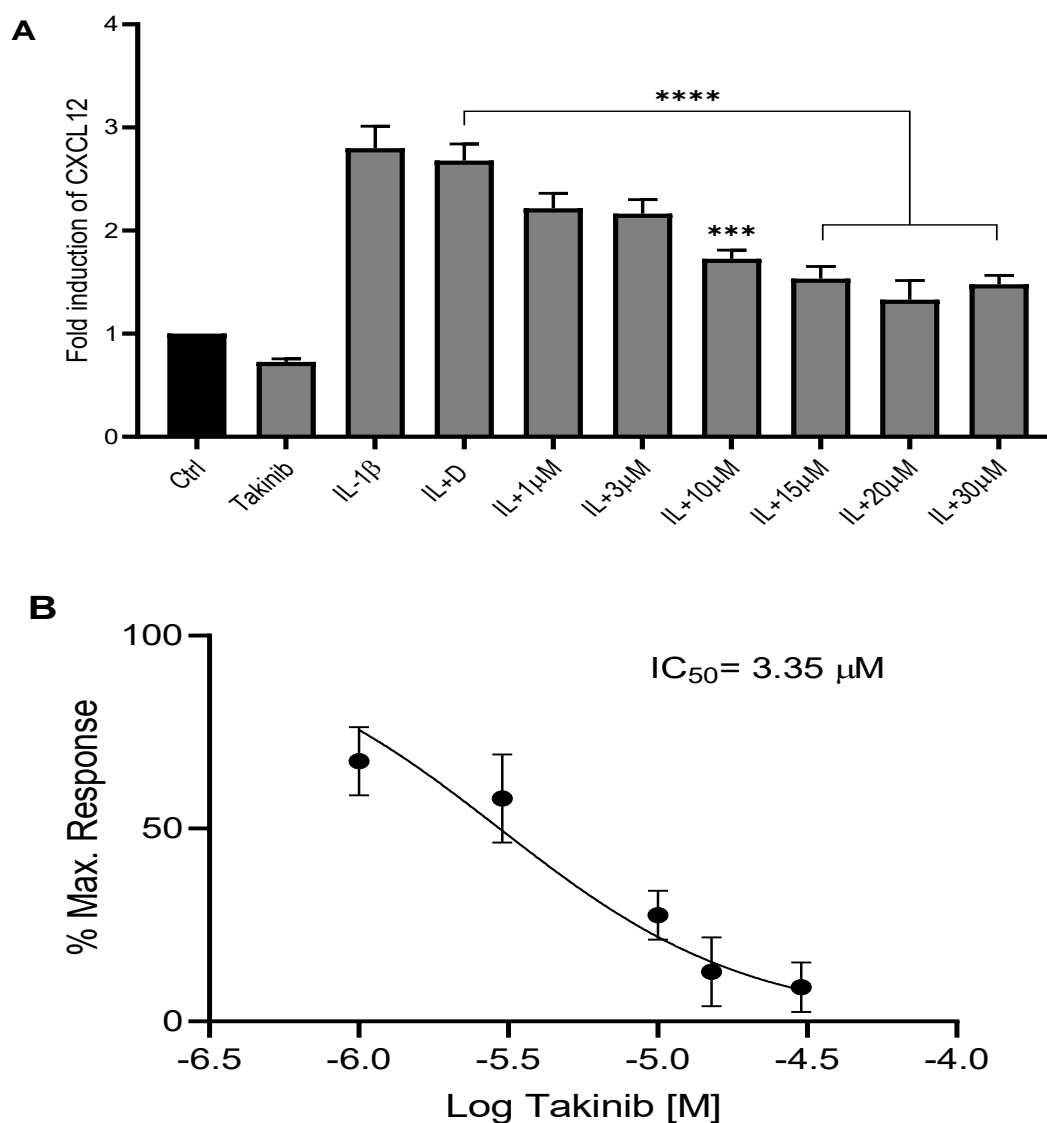 A
Fold induction of CXCL12
4
3
2
1
0
****
***
Ctrl
Takinib
IL-1β
IL+D
IL+1μM
IL+3μM
IL+10μM
IL+15μM
IL+20μM
IL+30μM
B
% Max. Response
100
50
0
IC₅₀= 3.35 μM
-6.5 -6.0 -5.5 -5.0 -4.5 -4.0
Log Takinib [M]